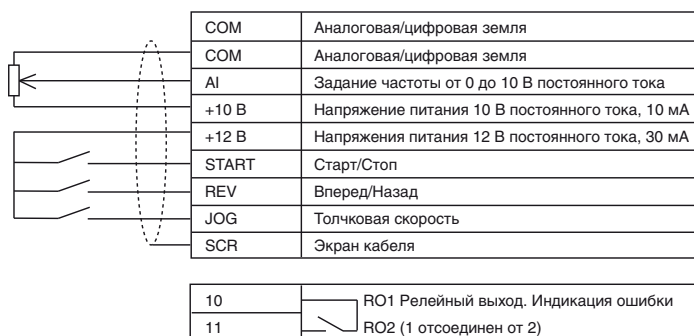 COM Аналоговая/цифровая земля
COM Аналоговая/цифровая земля
AI Задание частоты от 0 до 10 В постоянного тока
+10 В Напряжение питания 10 В постоянного тока, 10 мА
+12 В Напряжения питания 12 В постоянного тока, 30 мА
START Старт/Стоп
REV Вперед/Назад
JOG Толчковая скорость
SCR Экран кабеля
10 RO1 Релейный выход. Индикация ошибки
11 RO2 (1 отсоединен от 2)